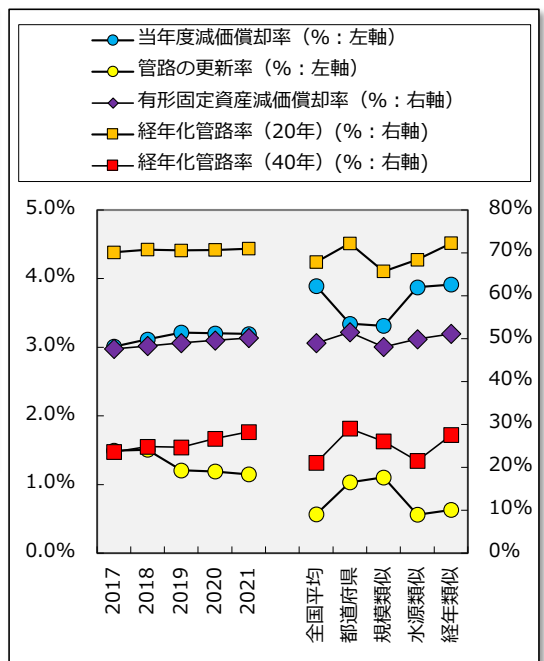 当年度減価償却率（%：左軸）
管路の更新率（%：左軸）
有形固定資産減価償却率（%：右軸）
経年化管路率（20年）(%：右軸)
経年化管路率（40年）(%：右軸)
5.0%
4.0%
3.0%
2.0%
1.0%
0.0%
80%
70%
60%
50%
40%
30%
20%
10%
0%
2017
2018
2019
2020
2021
全国平均
都道府県
規模類似
水源類似
経年類似